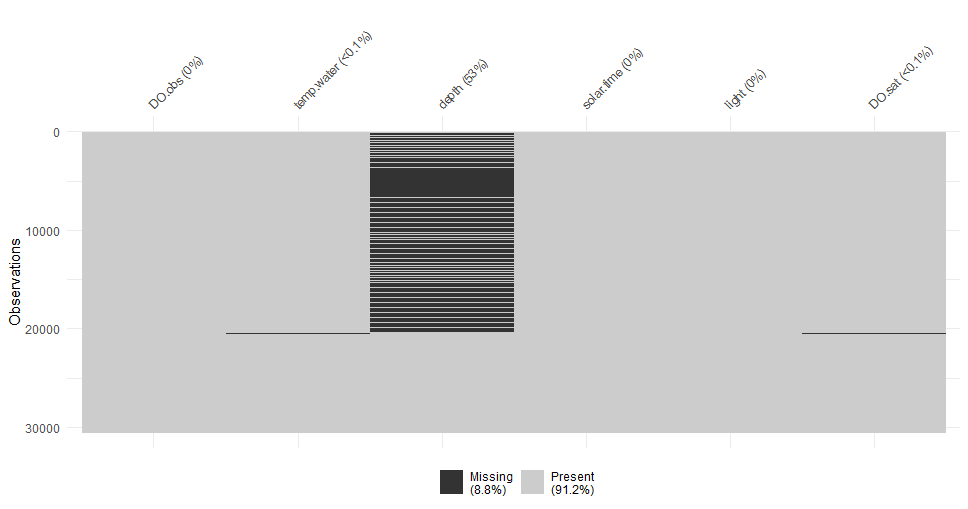 DO.obs (0%)
temp.water (<0.1%)
depth (53%)
solar.time (0%)
light (0%)
DO.sat (<0.1%)
0
10000
20000
30000
Observations
Missing
(8.8%)
Present
(91.2%)